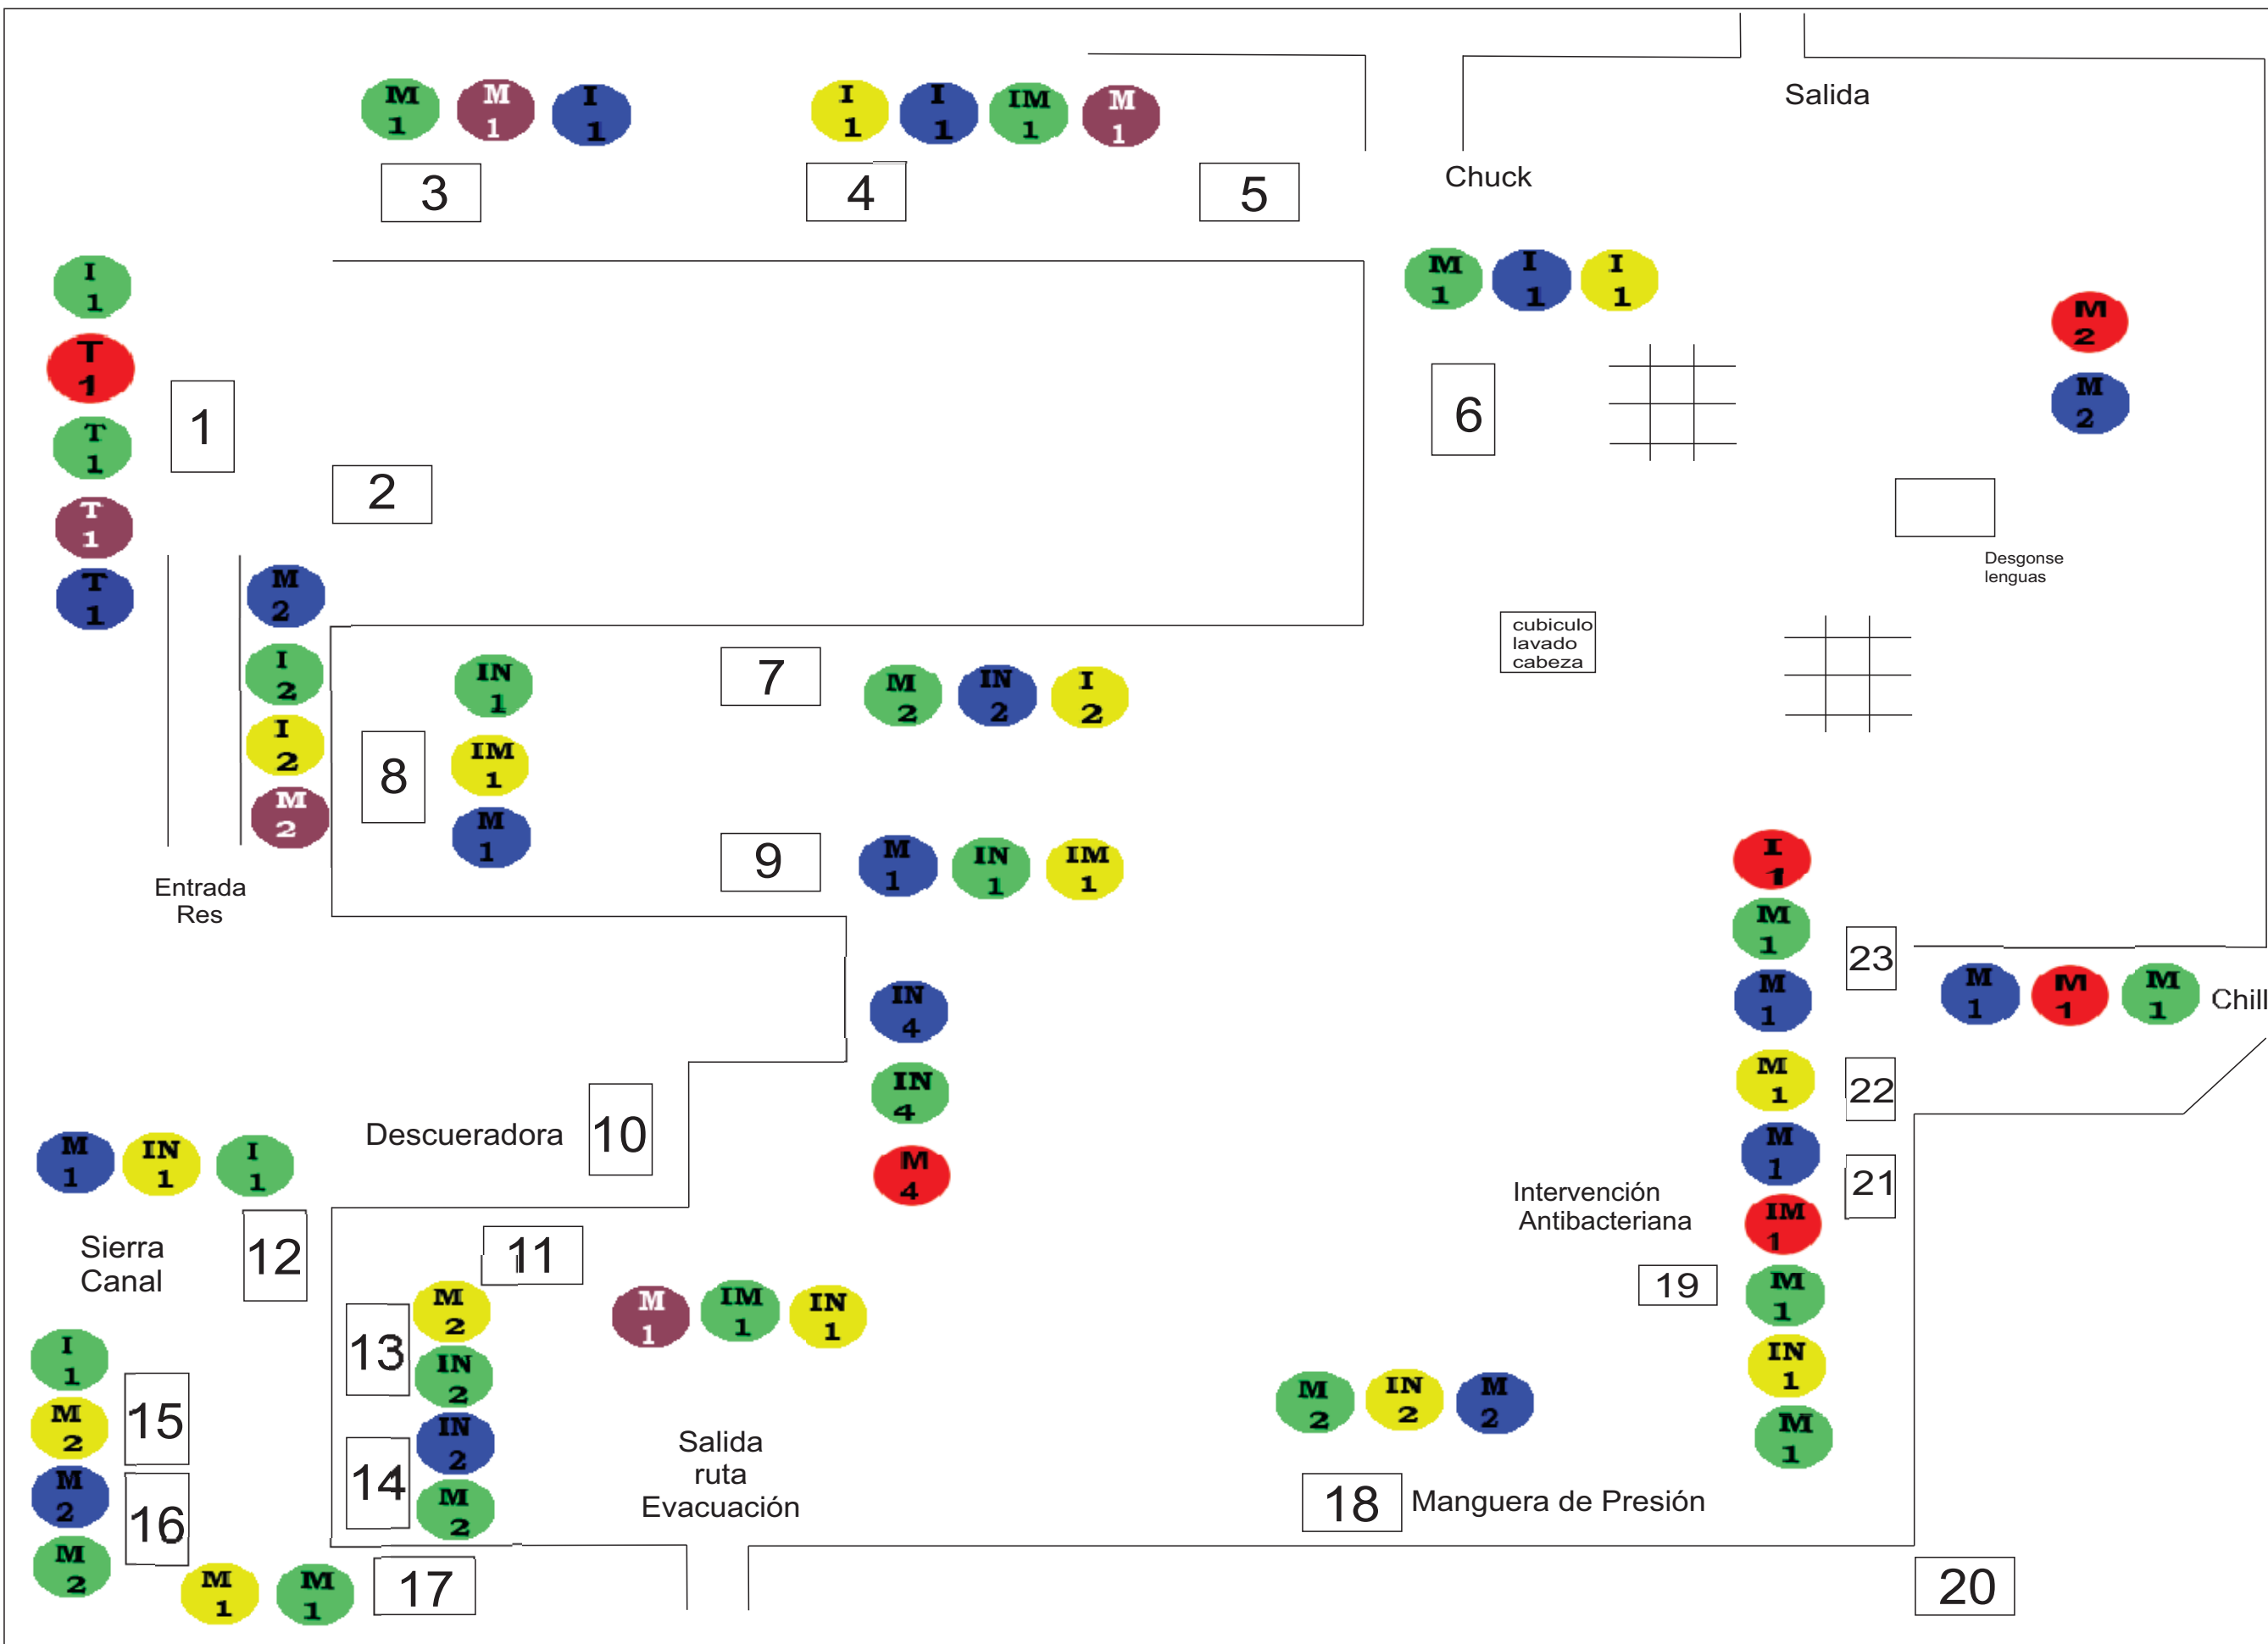 Salida
M
1
M
1
I
1
I
1
I
1
IM
1
M
1
3
4
5
Chuck
I
1
T
1
T
1
T
1
T
1
1
2
M
1
I
1
I
1
6
M
2
M
2
Desgonse
lenguas
cubiculo
lavado
cabeza
M
2
I
2
I
2
M
2
Entrada
Res
IN
1
IM
1
M
1
8
7
M
2
IN
2
I
2
9
M
1
IN
1
IM
1
IN
4
IN
4
M
4
Descueradora
10
M
1
IN
1
I
1
Sierra
Canal
12
11
M
1
IM
1
IN
1
13
14
M
2
IN
2
IN
2
M
2
I
1
M
2
M
2
M
2
15
16
M
1
M
1
17
Salida
ruta
Evacuación
M
2
IN
2
M
2
18
Manguera de Presión
Intervención
Antibacteriana
19
I
1
M
1
M
1
M
1
M
1
IM
1
M
1
IN
1
M
1
23
22
21
M
1
M
1
M
1
Chill
20